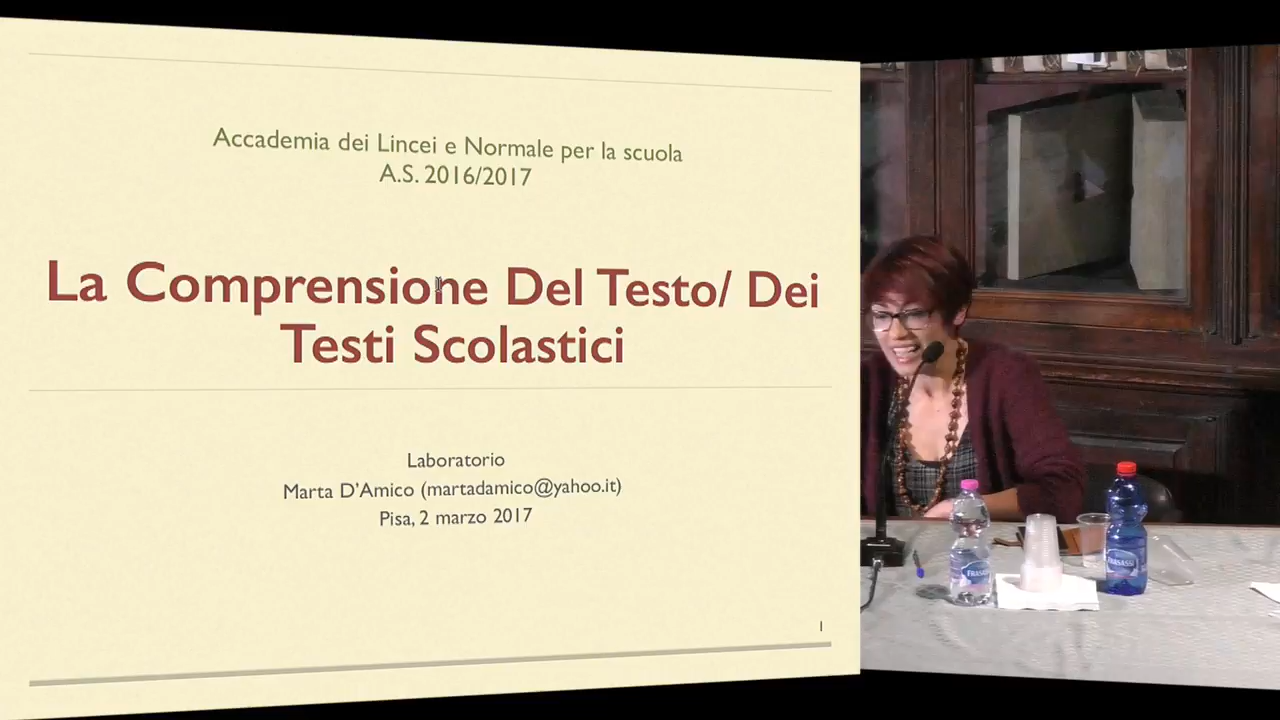 Accademia dei Lincei e Normale per la scuola
A.S. 2016/2017
La Comprensione Del Testo/ Dei
Testi Scolastici
Laboratorio
Marta D'Amico (martadamico@yahoo.it)
Pisa, 2 marzo 2017
1
FRASASSI